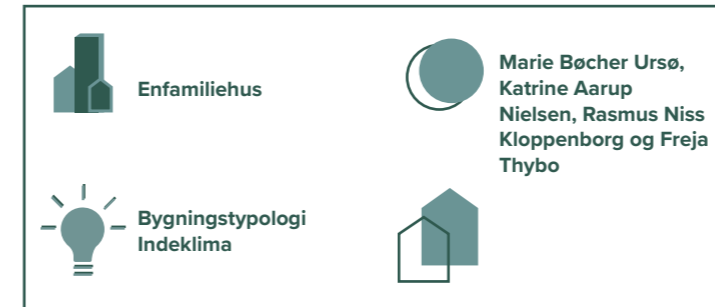 Enfamiliehus
Marie Bøcher Ursø,
Katrine Aarup
Nielsen, Rasmus Niss
Kloppenborg og Freja
Thybo
Bygningstypologi
Indeklima